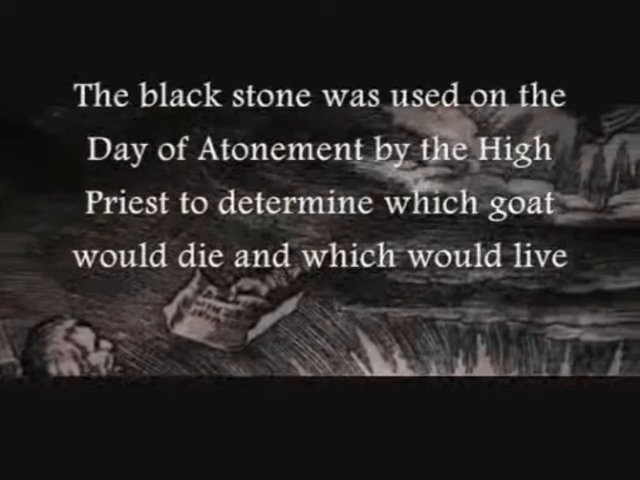 The black stone was used on the
Day of Atonement by the High
Priest to determine which goat
would die and which would live